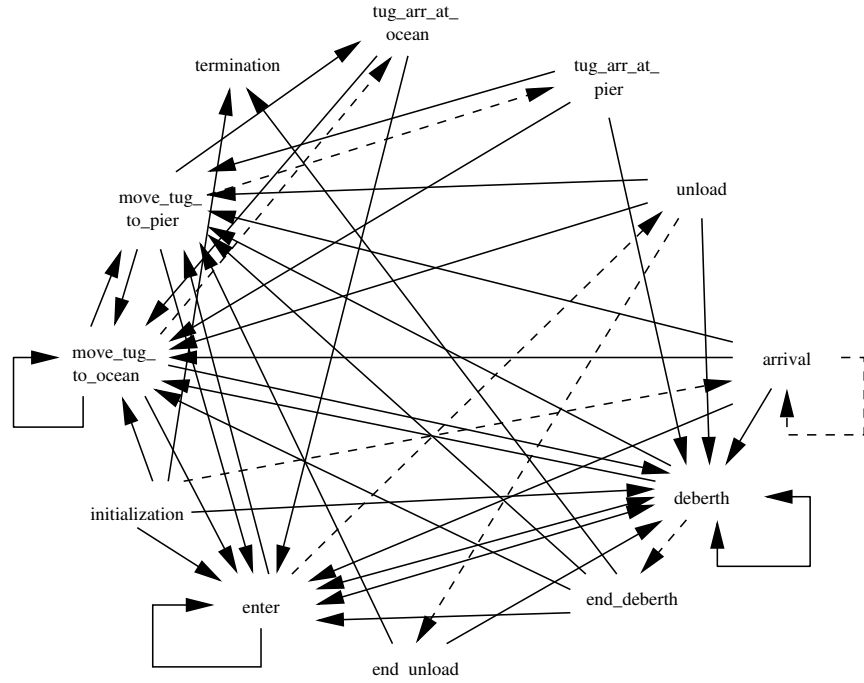 tug_arr_at_
ocean
termination
tug_arr_at_
pier
move_tug_
to_pier
unload
move_tug_
to_ocean
arrival
deberth
initialization
end_deberth
enter
end_unload